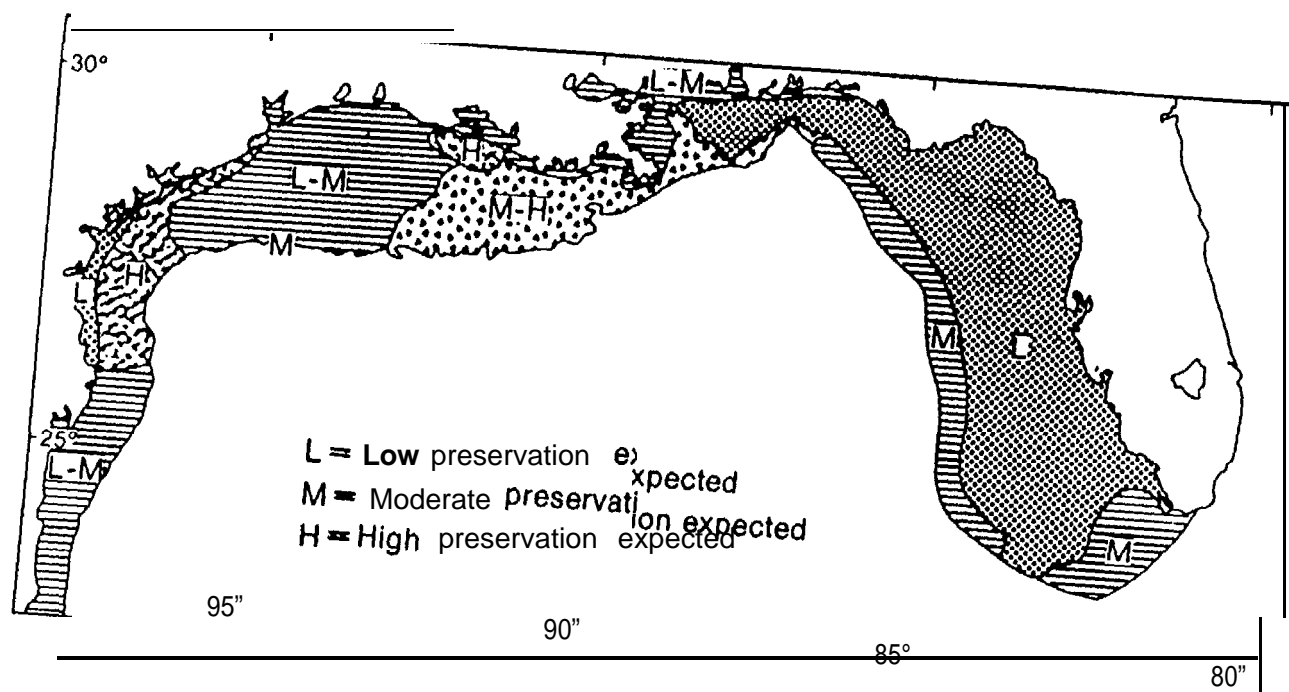 30°
L-M
H
L-M
M-H
M
H
L
M
25°
L-M
L = Low preservation expected
M = Moderate preservation expected
H = High preservation expected
M
95”
90”
85°
80”